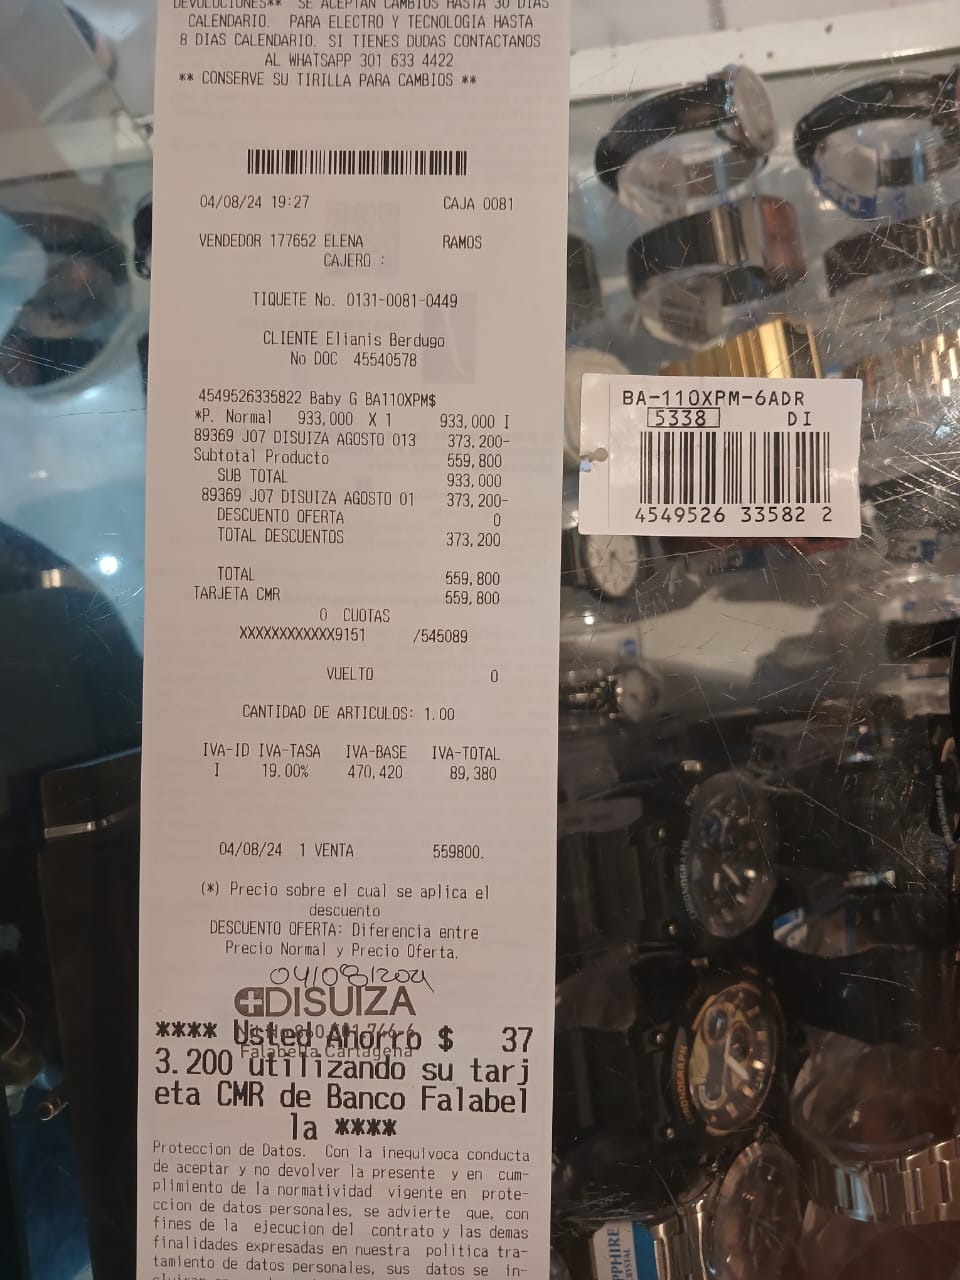 DEVOLUCIONES** SE ACEPTAN CAMBIOS HASTA 30 DIAS
CALENDARIO. PARA ELECTRO Y TECNOLOGIA HASTA
8 DIAS CALENDARIO. SI TIENES DUDAS CONTACTANOS
AL WHATSAPP 301 633 4422
** CONSERVE SU TIRILLA PARA CAMBIOS **
04/08/24 19:27 CAJA 0081
VENDEDOR 177652 ELENA RAMOS
CAJERO :
TIQUETE No. 0131-0081-0449
CLIENTE Elianis Berdugo
No DOC 45540578
4549526335822 Baby G BA110XPM$
*P. Normal 933,000 X 1 933,000 I
89369 J07 DISUIZA AGOSTO 013 373,200-
Subtotal Producto 559,800
SUB TOTAL 933,000
89369 J07 DISUIZA AGOSTO 01 373,200-
DESCUENTO OFERTA 0
TOTAL DESCUENTOS 373,200
TOTAL 559,800
TARJETA CMR 559,800
0 CUOTAS
XXXXXXXXXXXX9151 /545089
VUELTO 0
CANTIDAD DE ARTICULOS: 1.00
IVA-ID IVA-TASA IVA-BASE IVA-TOTAL
I 19.00% 470,420 89,380
04/08/24 1 VENTA 559800.
(*) Precio sobre el cual se aplica el
descuento
DESCUENTO OFERTA: Diferencia entre
Precio Normal y Precio Oferta.
04/08/2024
DISUIZA
**** Usted Ahorro $ 37
Falabella Cartagena
3.200 utilizando su tarj
eta CMR de Banco Falabel
la ****
Proteccion de Datos. Con la inequivoca conducta
de aceptar y no devolver la presente y en cum-
plimiento de la normatividad vigente en prote-
ccion de datos personales, se advierte que, con
fines de la ejecucion del contrato y las demas
finalidades expresadas en nuestra politica tra-
tamiento de datos personales, sus datos se in-
BA-110XPM-6ADR
5338 DI
4549526 33582 2
CHRONOGRAPH
CHRONOGRAPH
SAPPHIRE
CRYSTAL